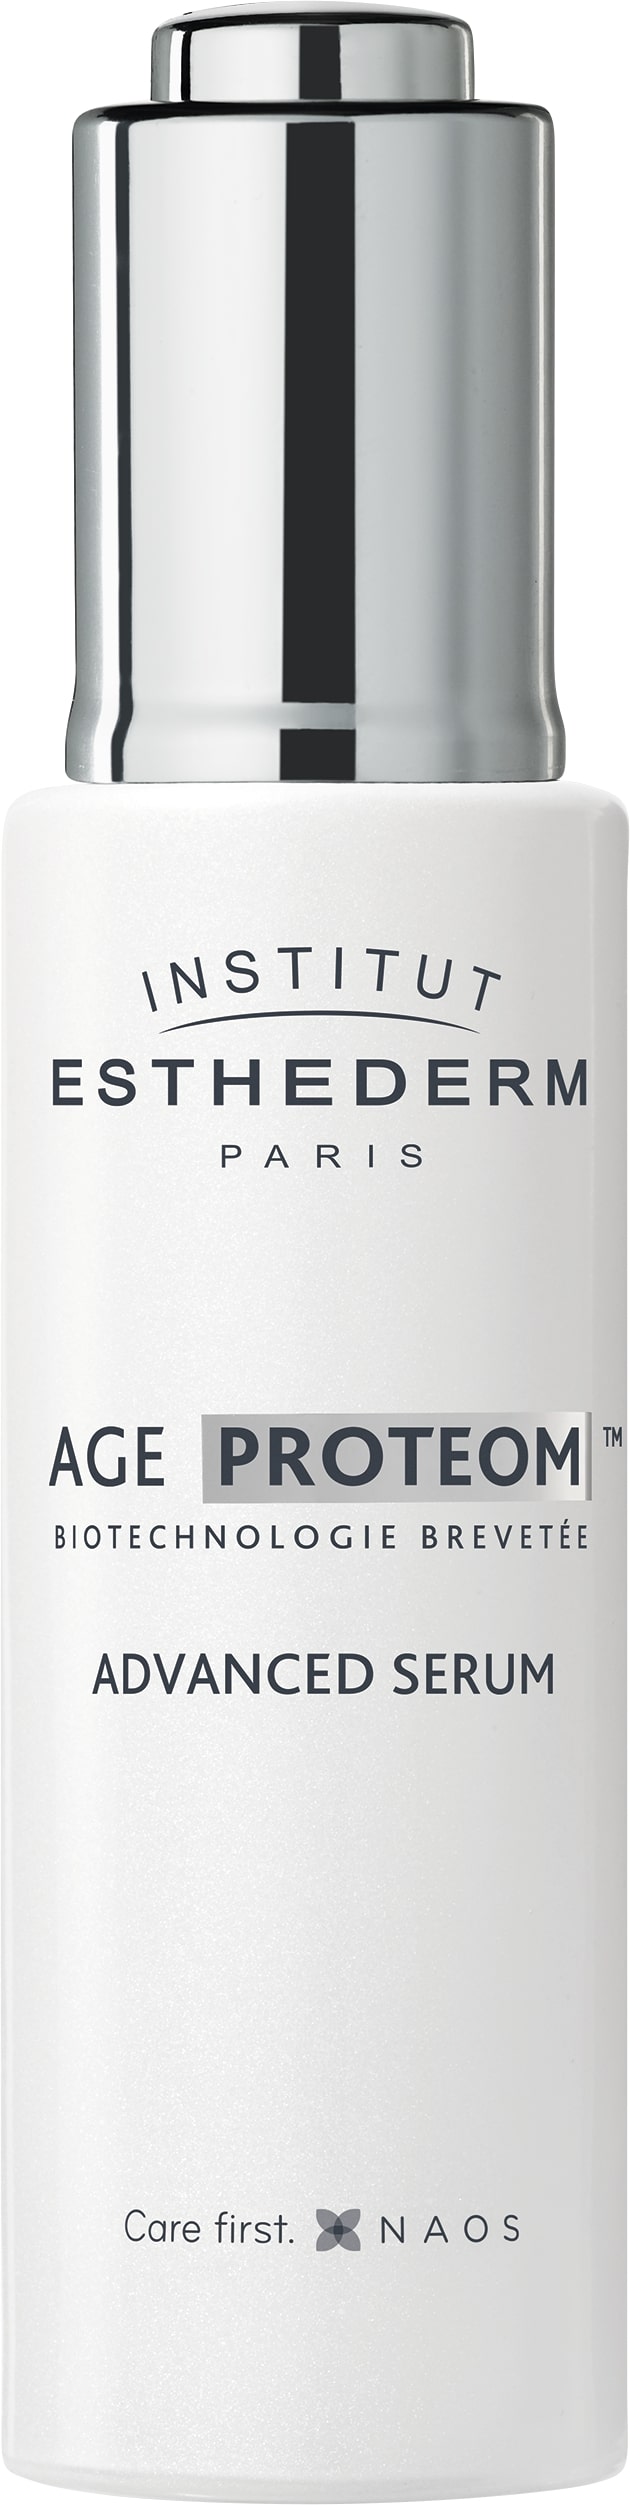 INSTITUT
ESTHEDERM
PARIS
AGE PROTEOM™
BIOTECHNOLOGIE BREVETÉE
ADVANCED SERUM
Care first. NAOS